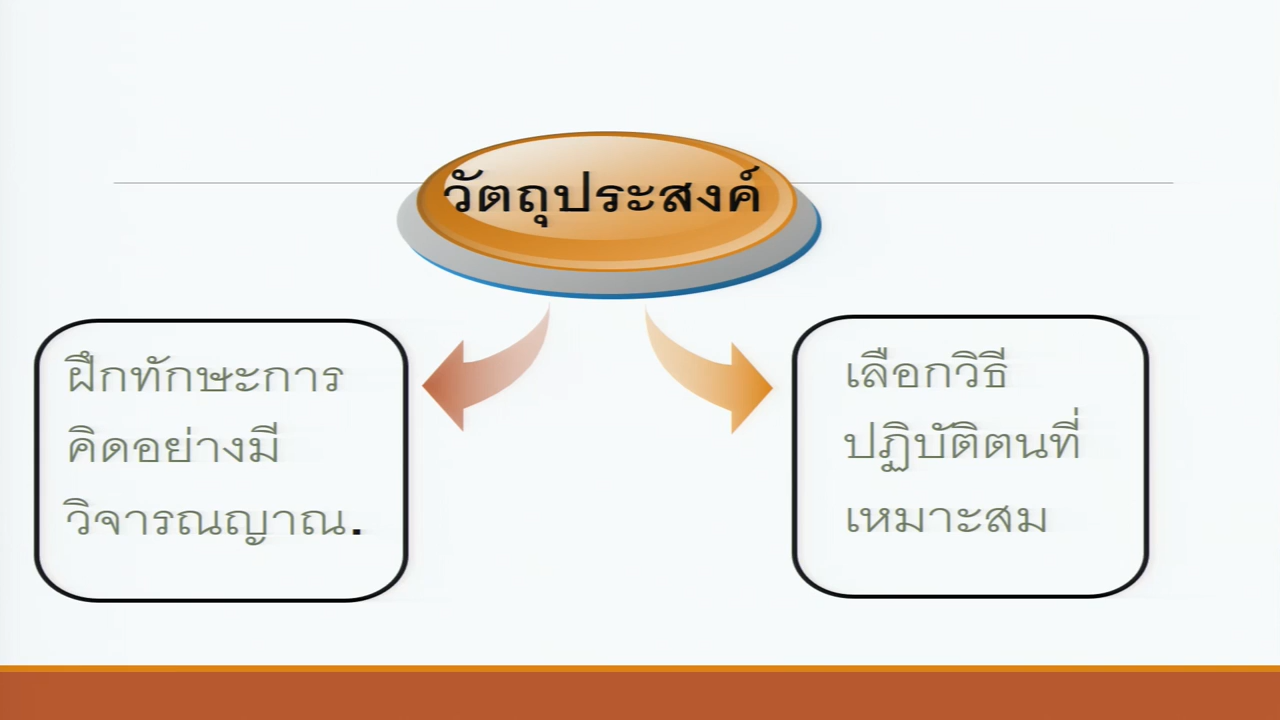 วัตถุประสงค์
ฝึกทักษะการ
คิดอย่างมี
วิจารณญาณ.
เลือกวิธี
ปฏิบัติตนที่
เหมาะสม